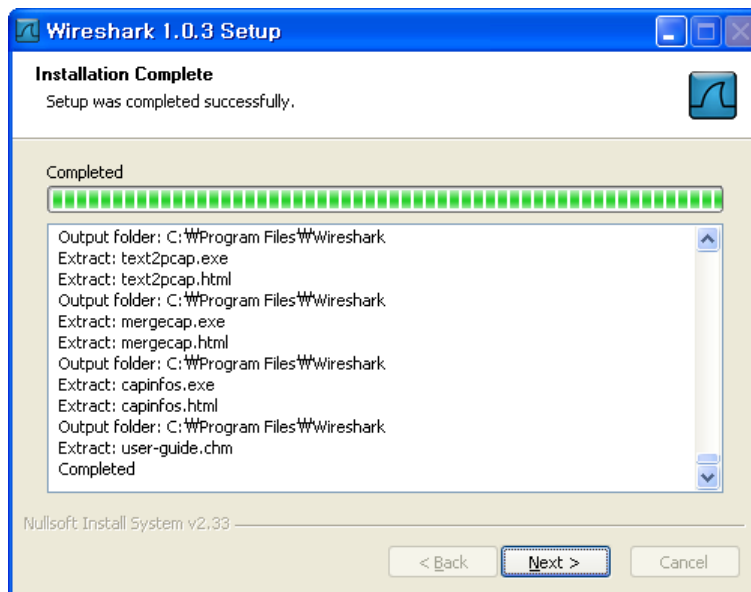 Wireshark 1.0.3 Setup
Installation Complete
Setup was completed successfully.
Completed
Output folder: C:₩Program Files₩Wireshark
Extract: text2pcap.exe
Extract: text2pcap.html
Output folder: C:₩Program Files₩Wireshark
Extract: mergecap.exe
Extract: mergecap.html
Output folder: C:₩Program Files₩Wireshark
Extract: capinfos.exe
Extract: capinfos.html
Output folder: C:₩Program Files₩Wireshark
Extract: user-guide.chm
Completed
Nullsoft Install System v2.33
< Back
Next >
Cancel